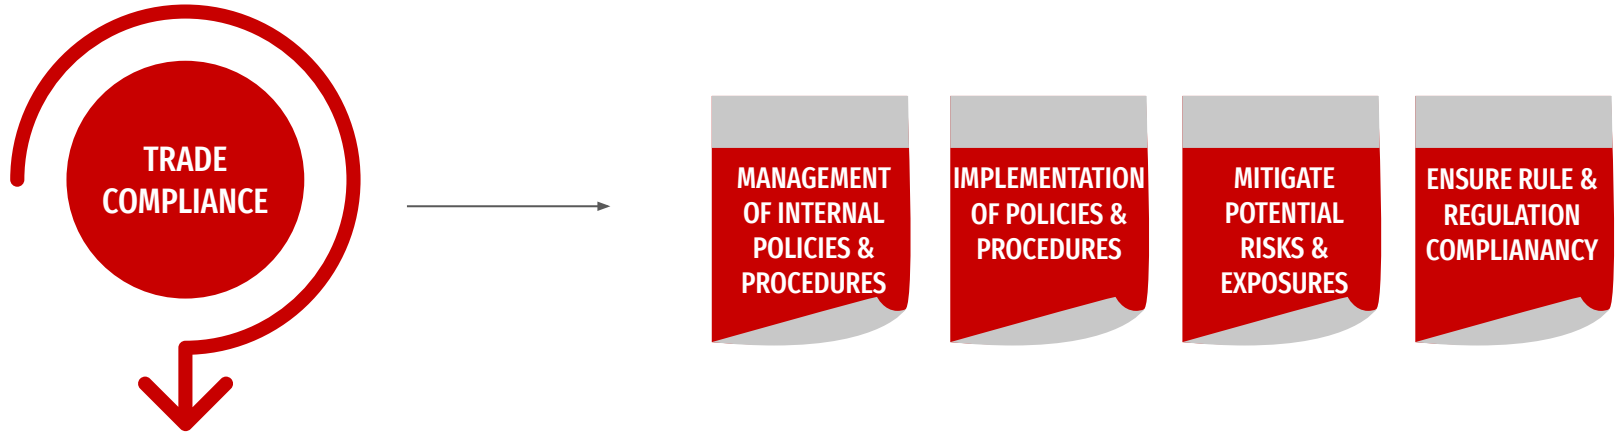 TRADE
COMPLIANCE
MANAGEMENT
OF INTERNAL
POLICIES &
PROCEDURES
IMPLEMENTATION
OF POLICIES &
PROCEDURES
MITIGATE
POTENTIAL
RISKS &
EXPOSURES
ENSURE RULE &
REGULATION
COMPLIANANCY